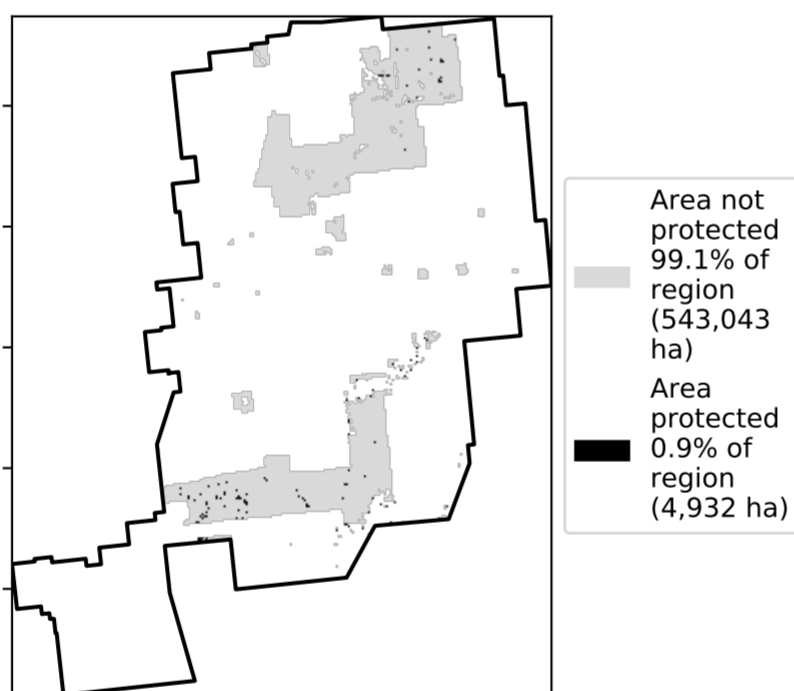 Area not
protected
99.1% of
region
(543,043
ha)
Area
protected
0.9% of
region
(4,932 ha)